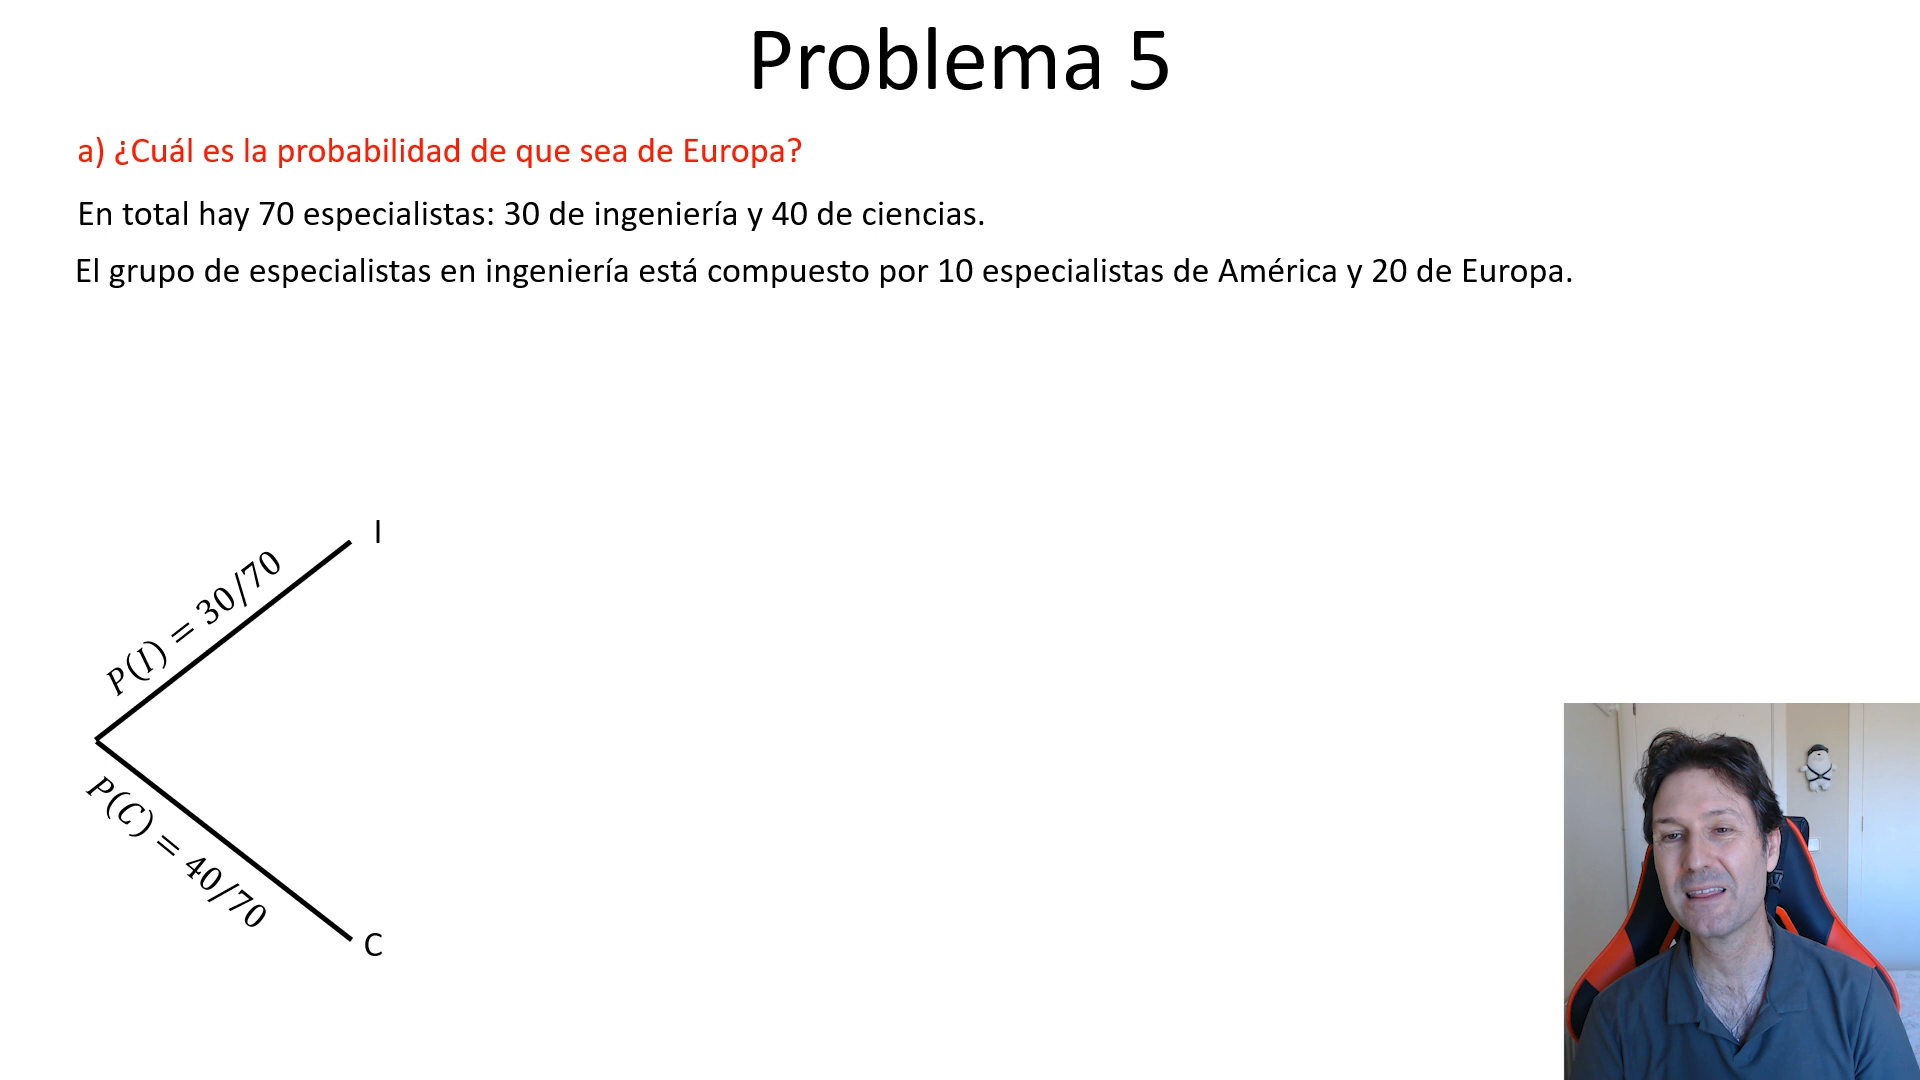 Problema 5
a) ¿Cuál es la probabilidad de que sea de Europa?
En total hay 70 especialistas: 30 de ingeniería y 40 de ciencias.
El grupo de especialistas en ingeniería está compuesto por 10 especialistas de América y 20 de Europa.
I
P(I) = 30/70
P(C) = 40/70
C